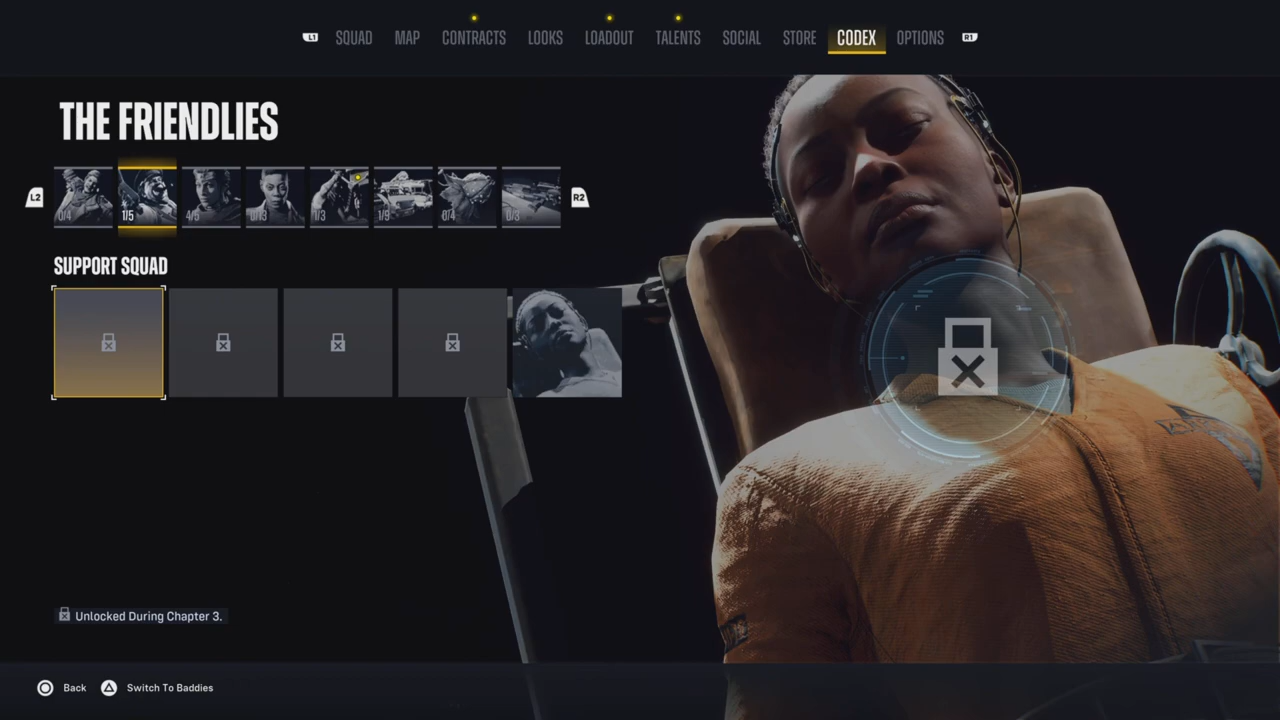 L1 SQUAD MAP CONTRACTS LOOKS LOADOUT TALENTS SOCIAL STORE CODEX OPTIONS R1
THE FRIENDLIES
L2 0/4 1/5 4/5 0/13 1/3 1/9 0/4 0/3 R2
SUPPORT SQUAD
Unlocked During Chapter 3.
Back Switch To Baddies